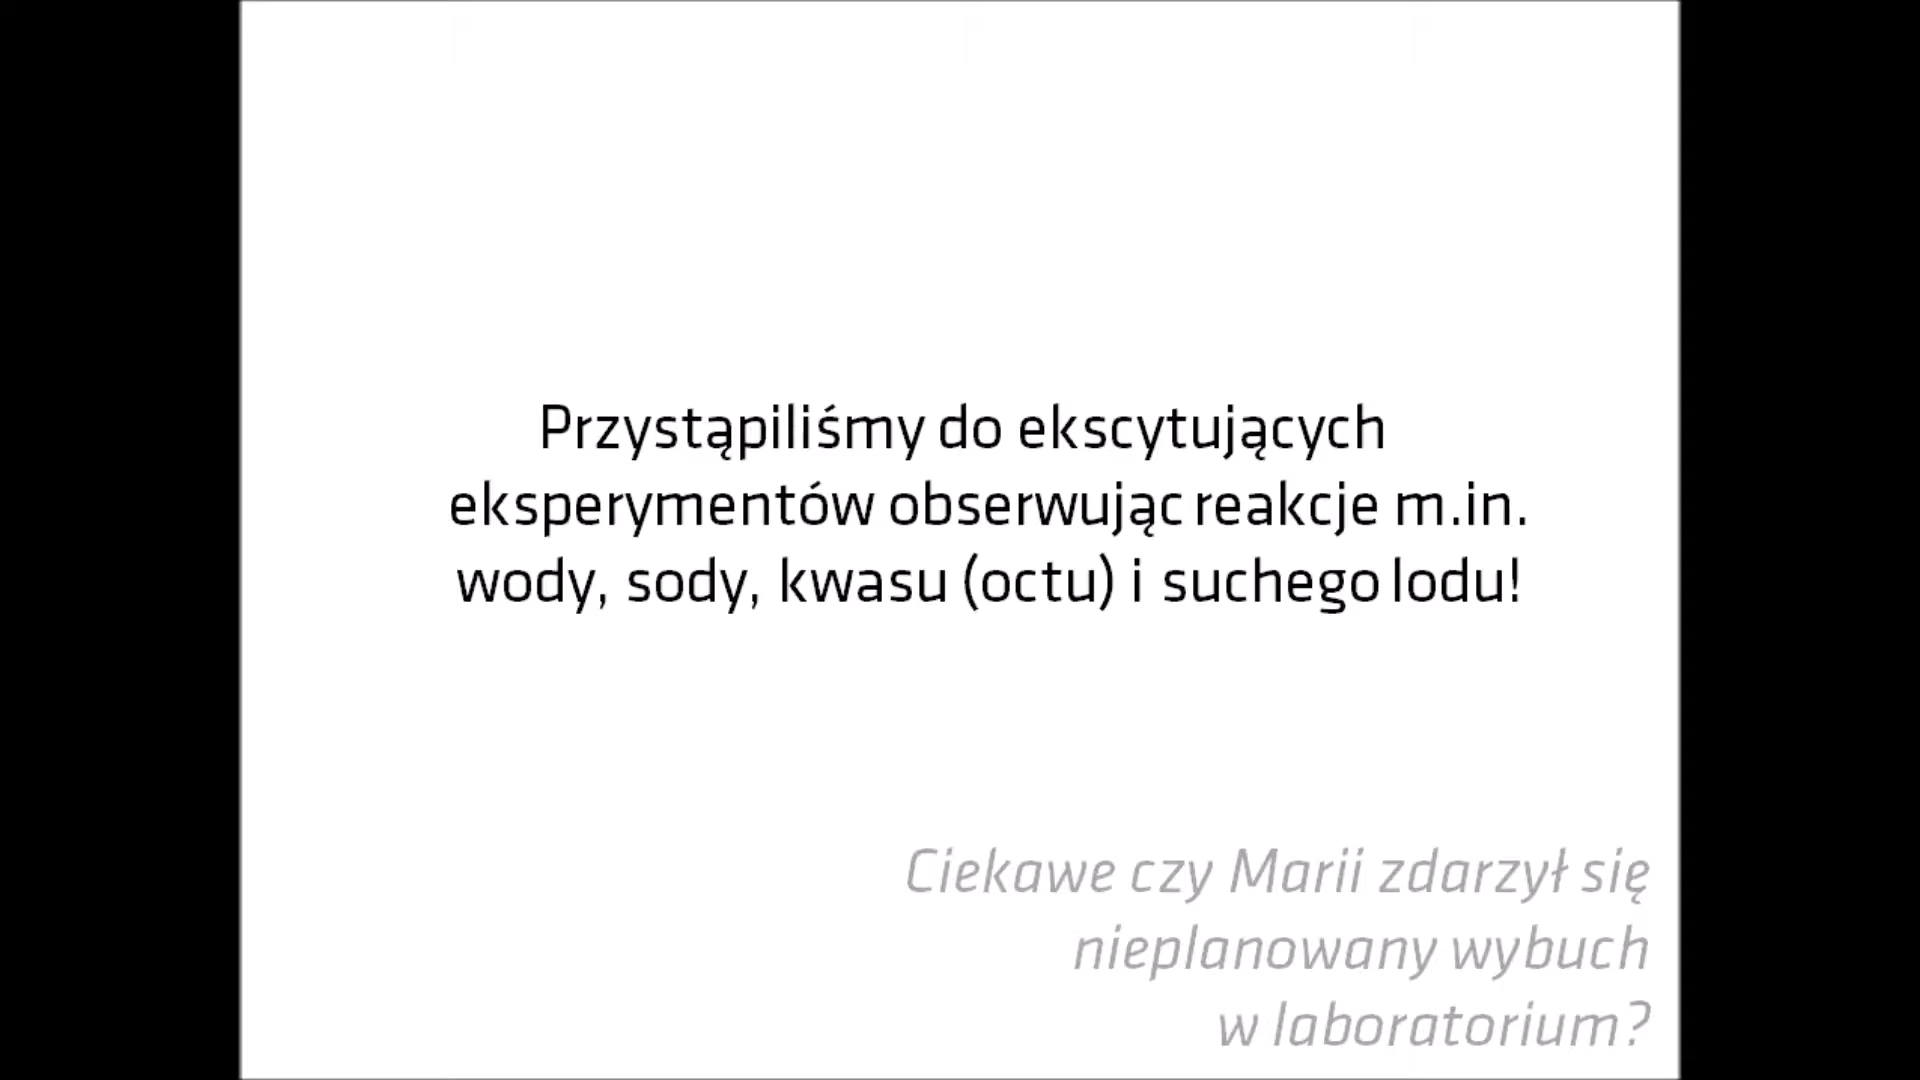 Przystąpiliśmy do ekscytujących
eksperymentów obserwując reakcje m.in.
wody, sody, kwasu (octu) i suchego lodu!
Ciekawe czy Marii zdarzył się
nieplanowany wybuch
w laboratorium?